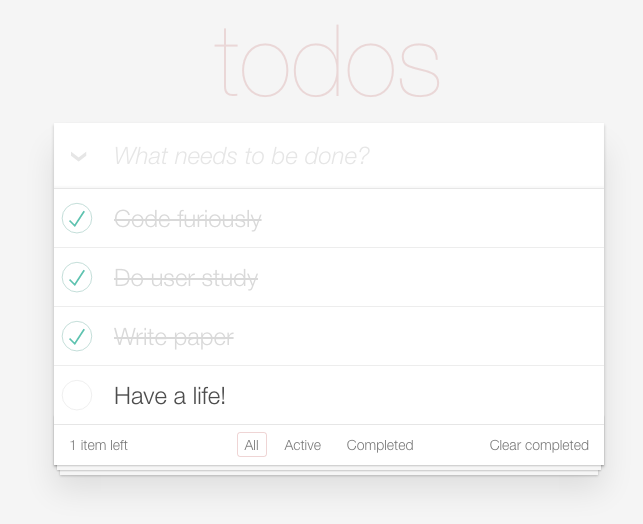 todos
What needs to be done?
Code furiously
Do user study
Write paper
Have a life!
1 item left All Active Completed Clear completed